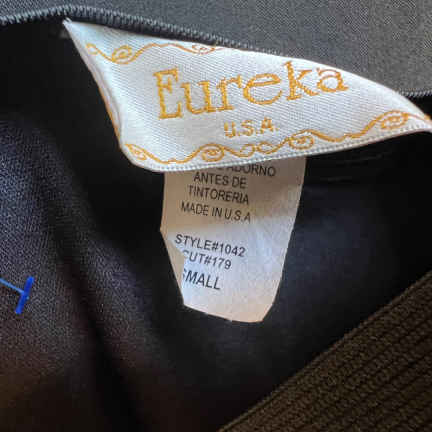 Eureka
U.S.A.
ADORNO
ANTES DE
TINTORERIA
MADE IN U.S.A
STYLE#1042
CUT#179
SMALL